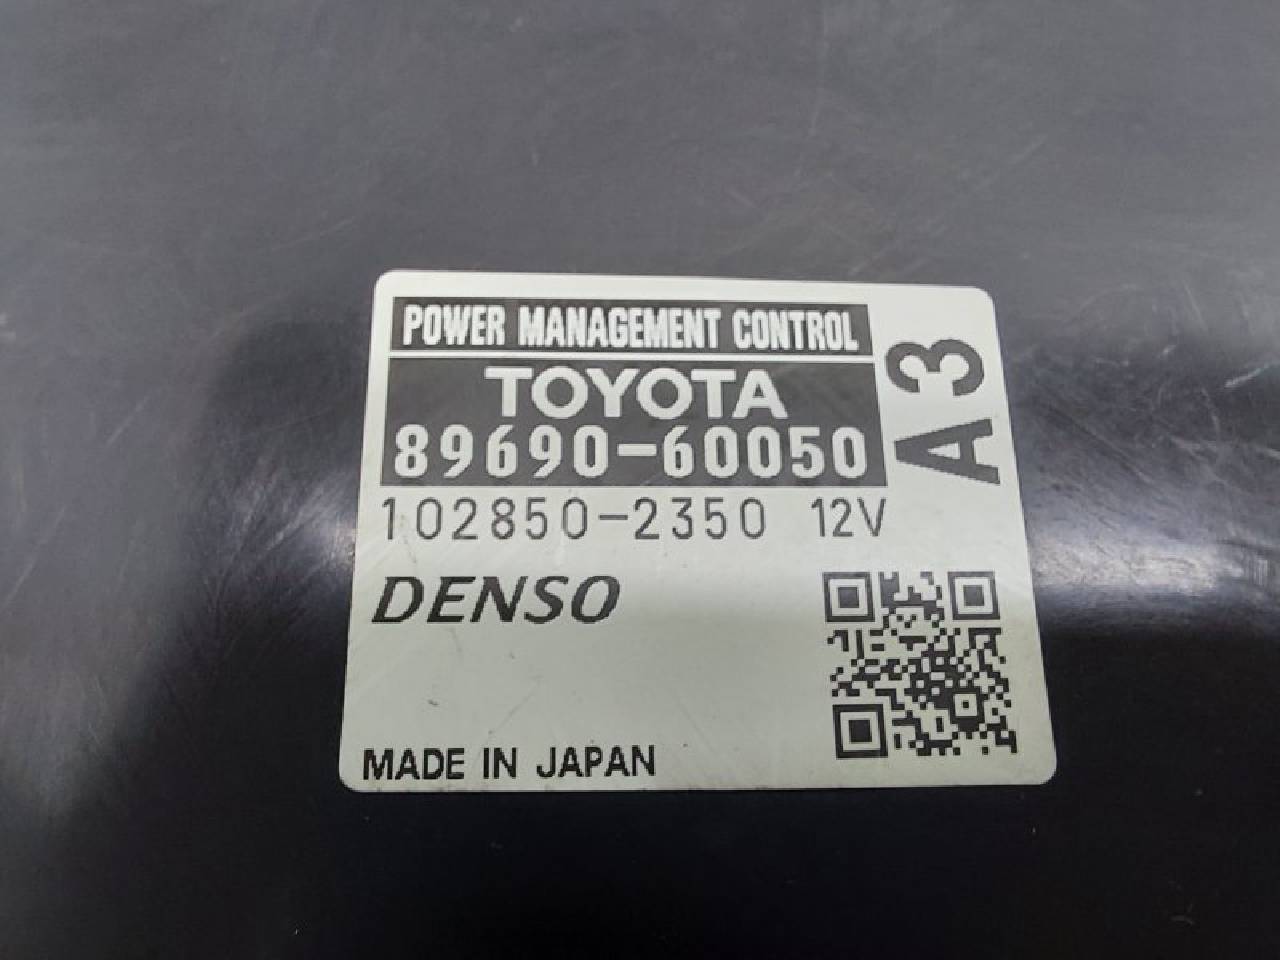 POWER MANAGEMENT CONTROL
TOYOTA
89690-60050
A3
102850-2350 12V
DENSO
MADE IN JAPAN